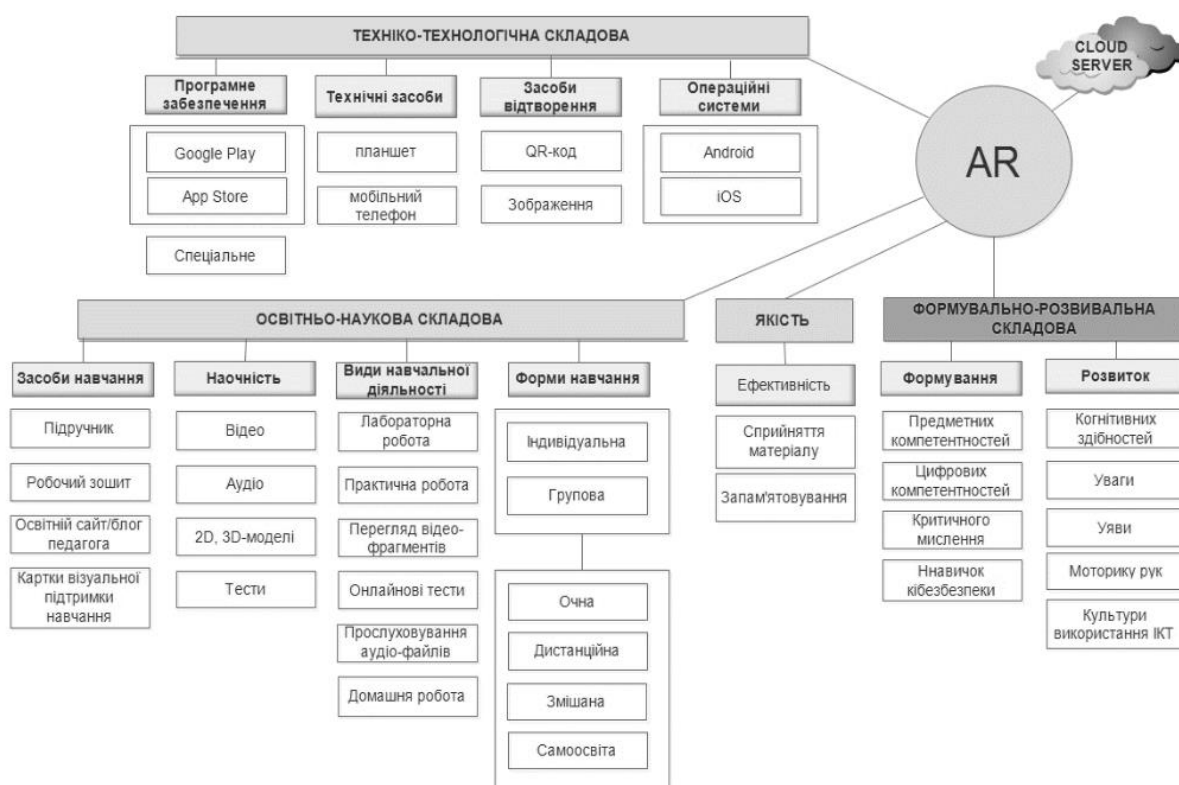 ТЕХНІКО-ТЕХНОЛОГІЧНА СКЛАДОВА
CLOUD
SERVER
AR
Програмне
забезпечення
Технічні засоби
Засоби
відтворення
Операційні
системи
Google Play
App Store
Спеціальне
планшет
мобільний
телефон
QR-код
Зображення
Android
iOS
ОСВІТНЬО-НАУКОВА СКЛАДОВА
Засоби навчання
Підручник
Робочий зошит
Освітній сайт/блог
педагога
Картки візуальної
підтримки
навчання
Наочність
Відео
Аудіо
2D, 3D-моделі
Тести
Види навчальної
діяльності
Лабораторна
робота
Практична робота
Перегляд відео-
фрагментів
Онлайнові тести
Прослуховування
аудіо-файлів
Домашня робота
Форми навчання
Індивідуальна
Групова
Очна
Дистанційна
Змішана
Самоосвіта
ЯКІСТЬ
Ефективність
Сприйняття
матеріалу
Запам'ятовування
ФОРМУВАЛЬНО-РОЗВИВАЛЬНА
СКЛАДОВА
Формування
Предметних
компетентностей
Цифрових
компетентностей
Критичного
мислення
Ннавичок
кібезбезпеки
Розвиток
Когнітивних
здібностей
Уваги
Уяви
Моторику рук
Культури
використання ІКТ